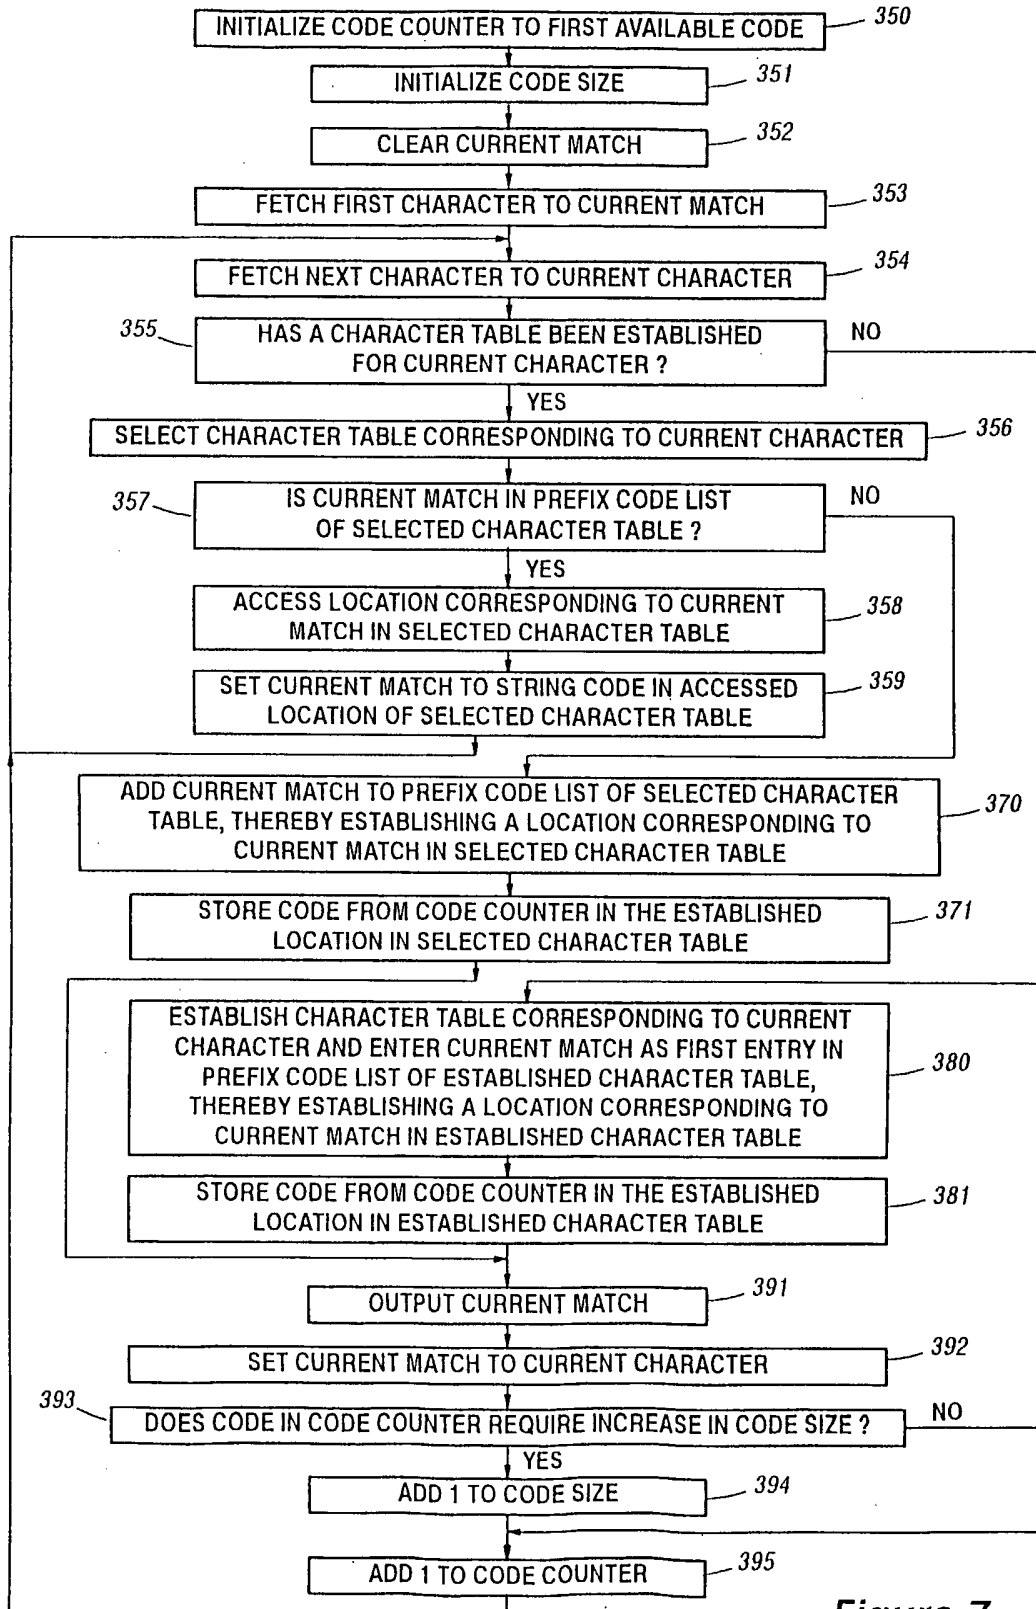 350
INITIALIZE CODE COUNTER TO FIRST AVAILABLE CODE
351
INITIALIZE CODE SIZE
352
CLEAR CURRENT MATCH
353
FETCH FIRST CHARACTER TO CURRENT MATCH
354
FETCH NEXT CHARACTER TO CURRENT CHARACTER
355
HAS A CHARACTER TABLE BEEN ESTABLISHED
FOR CURRENT CHARACTER ?
NO
YES
SELECT CHARACTER TABLE CORRESPONDING TO CURRENT CHARACTER
356
357
IS CURRENT MATCH IN PREFIX CODE LIST
OF SELECTED CHARACTER TABLE ?
NO
YES
ACCESS LOCATION CORRESPONDING TO CURRENT
MATCH IN SELECTED CHARACTER TABLE
358
SET CURRENT MATCH TO STRING CODE IN ACCESSED
LOCATION OF SELECTED CHARACTER TABLE
359
ADD CURRENT MATCH TO PREFIX CODE LIST OF SELECTED CHARACTER
TABLE, THEREBY ESTABLISHING A LOCATION CORRESPONDING TO
CURRENT MATCH IN SELECTED CHARACTER TABLE
370
STORE CODE FROM CODE COUNTER IN THE ESTABLISHED
LOCATION IN SELECTED CHARACTER TABLE
371
ESTABLISH CHARACTER TABLE CORRESPONDING TO CURRENT
CHARACTER AND ENTER CURRENT MATCH AS FIRST ENTRY IN
PREFIX CODE LIST OF ESTABLISHED CHARACTER TABLE,
THEREBY ESTABLISHING A LOCATION CORRESPONDING TO
CURRENT MATCH IN ESTABLISHED CHARACTER TABLE
380
STORE CODE FROM CODE COUNTER IN THE ESTABLISHED
LOCATION IN ESTABLISHED CHARACTER TABLE
381
OUTPUT CURRENT MATCH
391
SET CURRENT MATCH TO CURRENT CHARACTER
392
393
DOES CODE IN CODE COUNTER REQUIRE INCREASE IN CODE SIZE ?
NO
YES
ADD 1 TO CODE SIZE
394
ADD 1 TO CODE COUNTER
395
Figure 7